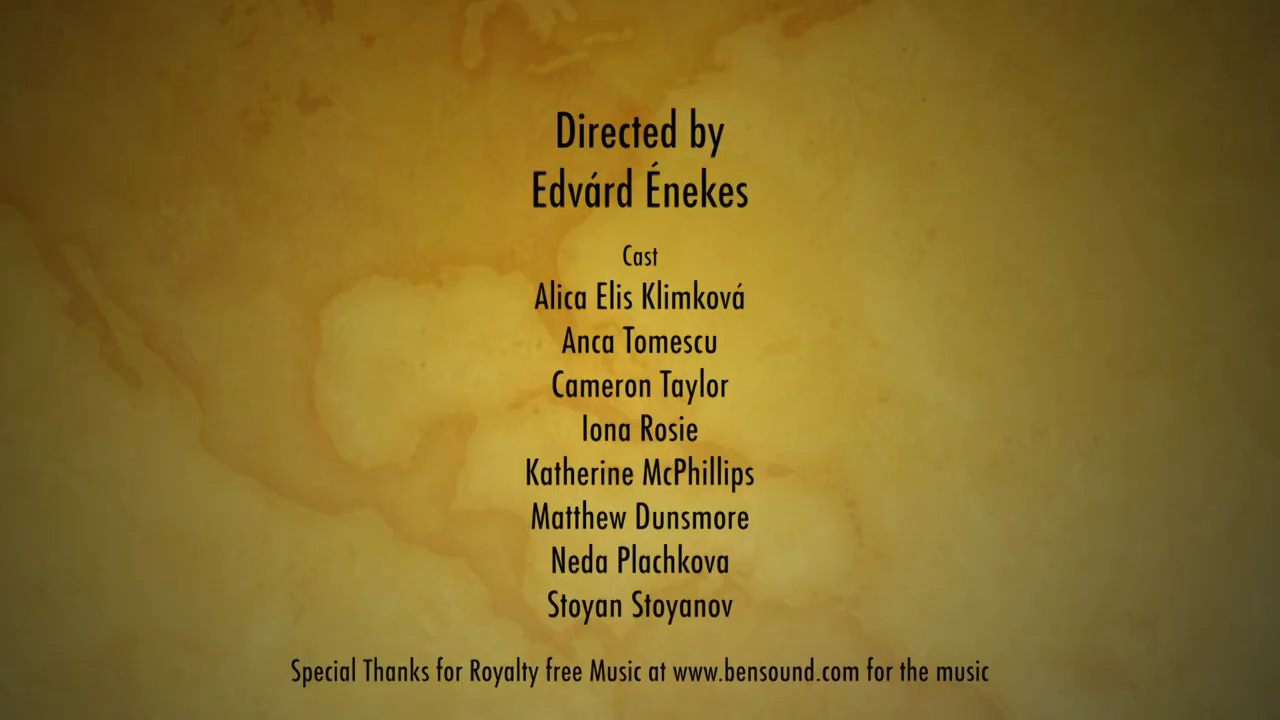 Directed by
Edvárd Énekes
Cast
Alica Elis Klimková
Anca Tomescu
Cameron Taylor
Iona Rosie
Katherine McPhillips
Matthew Dunsmore
Neda Plachkova
Stoyan Stoyanov
Special Thanks for Royalty free Music at www.bensound.com for the music